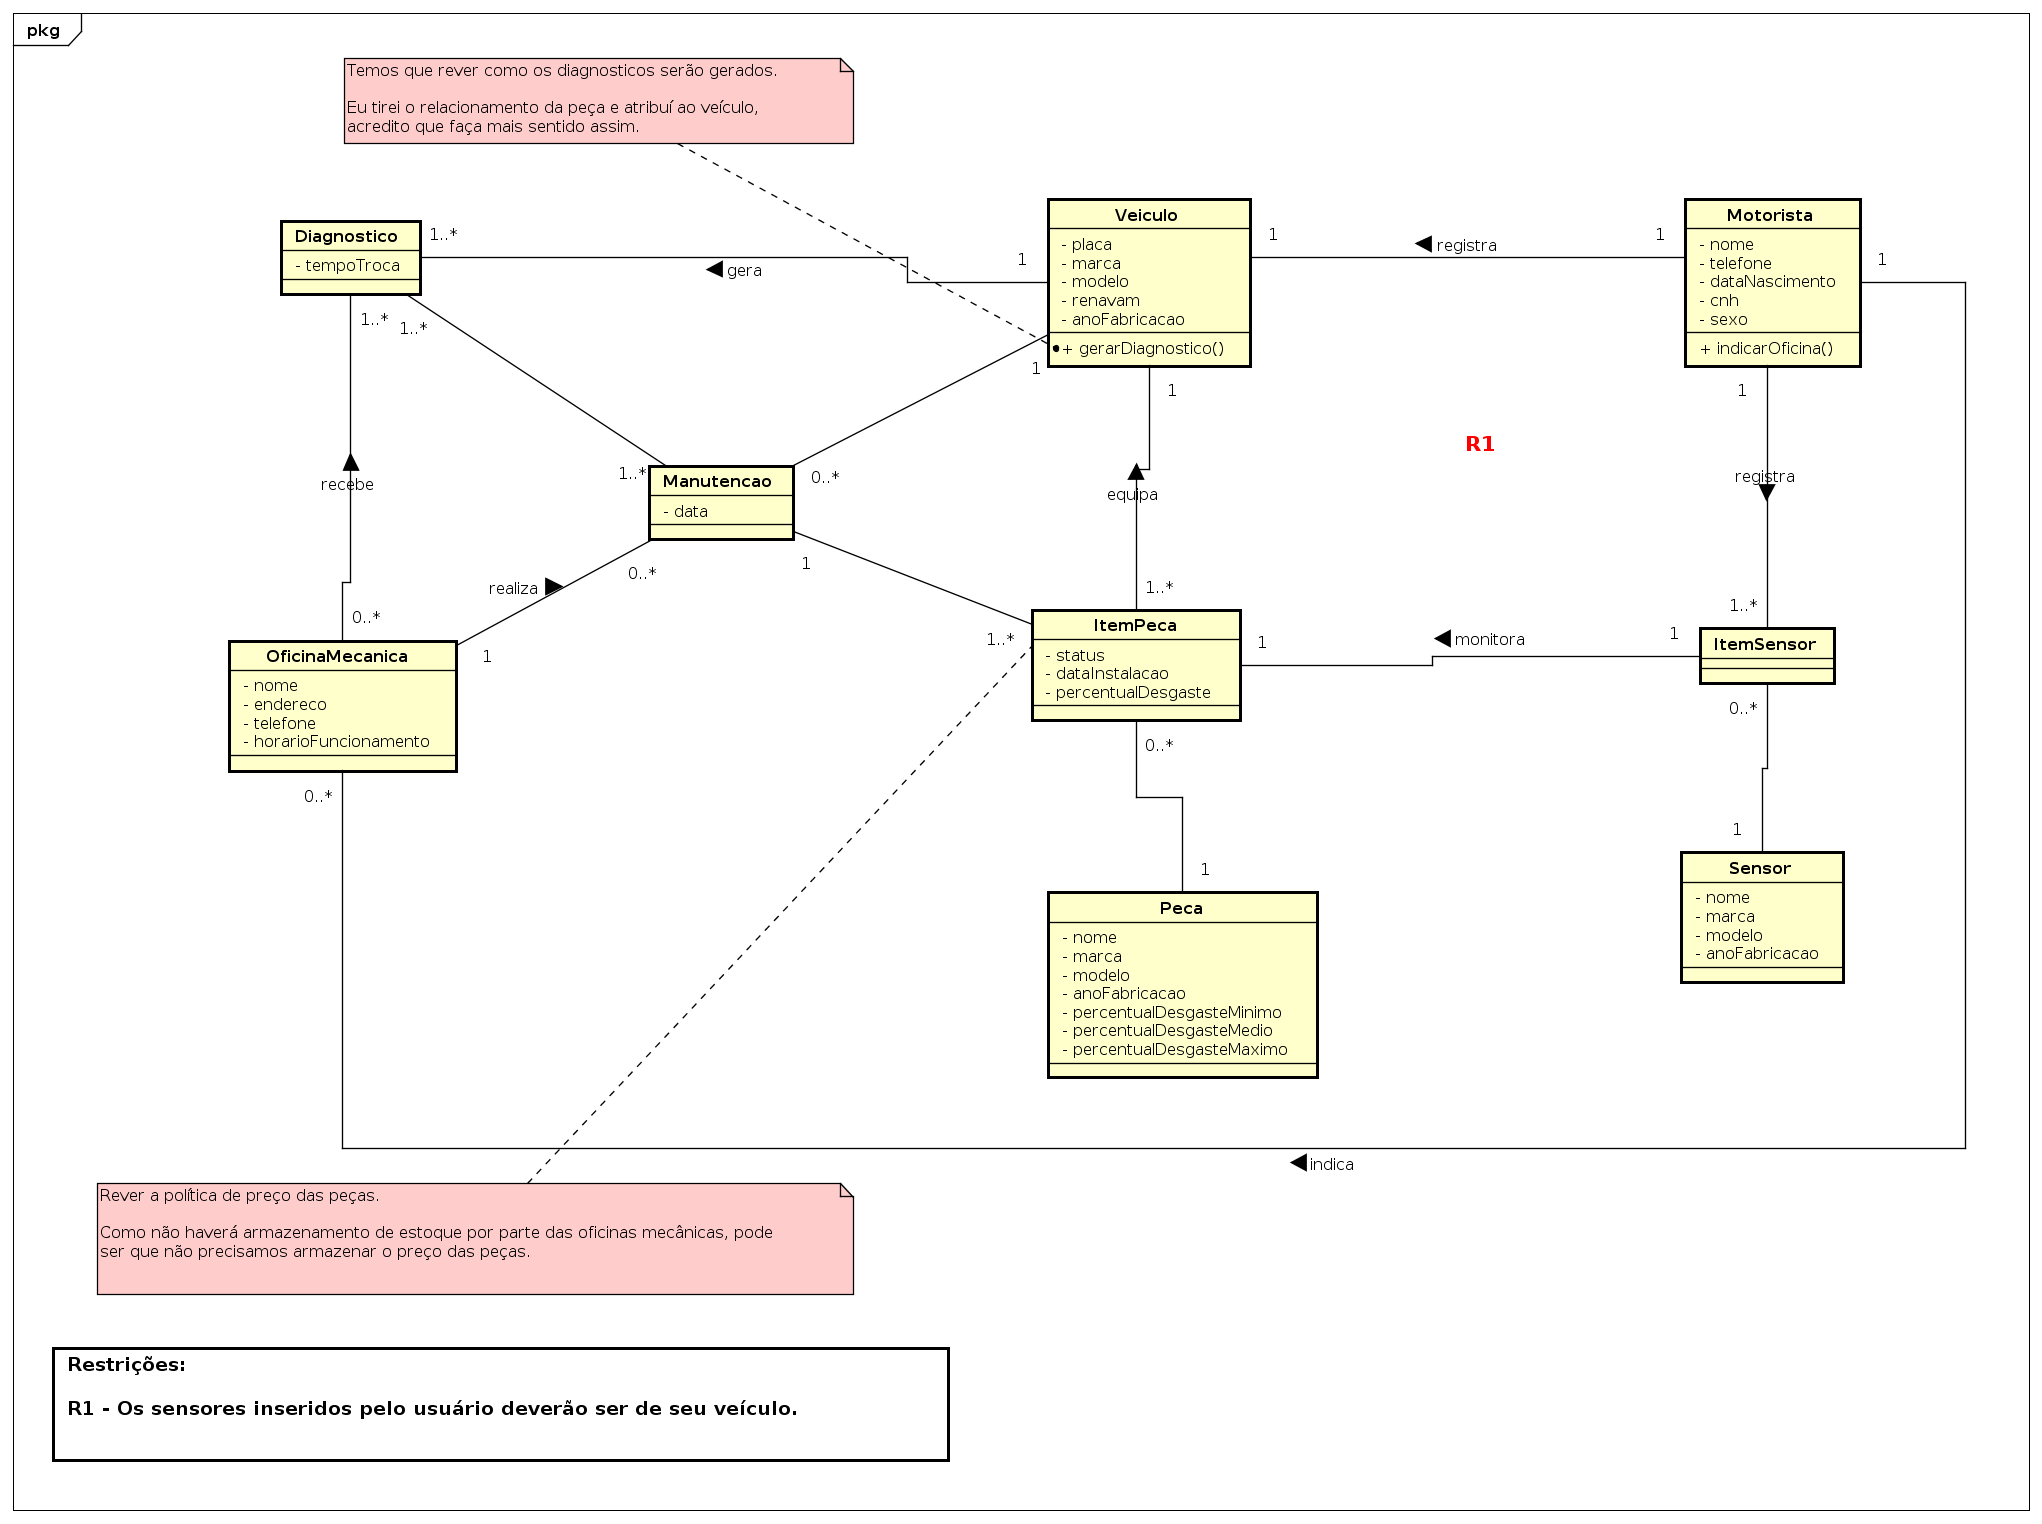 pkg
Temos que rever como os diagnosticos serão gerados.
Eu tirei o relacionamento da peça e atribuí ao veículo,
acredito que faça mais sentido assim.
Diagnostico
- tempoTroca
1..*
gera
1
Veiculo
- placa
- marca
- modelo
- renavam
- anoFabricacao
+ gerarDiagnostico()
1
registra
1
Motorista
- nome
- telefone
- dataNascimento
- cnh
- sexo
+ indicarOficina()
1
1..*
1..*
1
1
1
R1
recebe
1..*
Manutencao
- data
0..*
equipa
registra
realiza
0..*
1
1..*
1..*
0..*
1
1..*
OficinaMecanica
- nome
- endereco
- telefone
- horarioFuncionamento
ItemPeca
- status
- dataInstalacao
- percentualDesgaste
1
monitora
1
ItemSensor
0..*
0..*
0..*
1
1
Peca
- nome
- marca
- modelo
- anoFabricacao
- percentualDesgasteMinimo
- percentualDesgasteMedio
- percentualDesgasteMaximo
Sensor
- nome
- marca
- modelo
- anoFabricacao
indica
Rever a política de preço das peças.
Como não haverá armazenamento de estoque por parte das oficinas mecânicas, pode
ser que não precisamos armazenar o preço das peças.
Restrições:
R1 - Os sensores inseridos pelo usuário deverão ser de seu veículo.